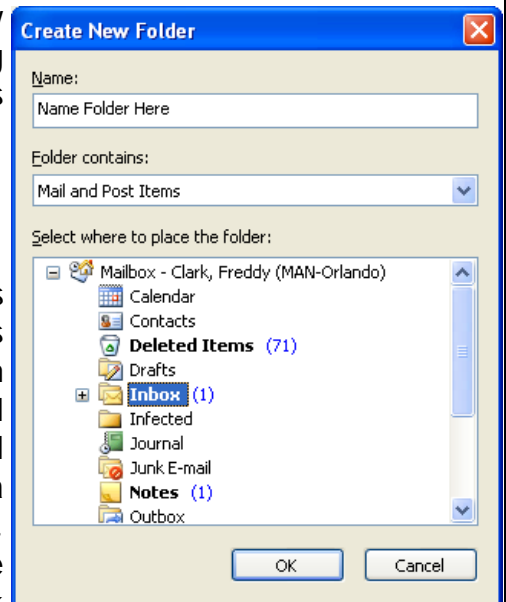 Create New Folder
Name:
Name Folder Here
Folder contains:
Mail and Post Items
Select where to place the folder:
Mailbox - Clark, Freddy (MAN-Orlando)
Calendar
Contacts
Deleted Items (71)
Drafts
Inbox (1)
Infected
Journal
Junk E-mail
Notes (1)
Outbox
OK Cancel